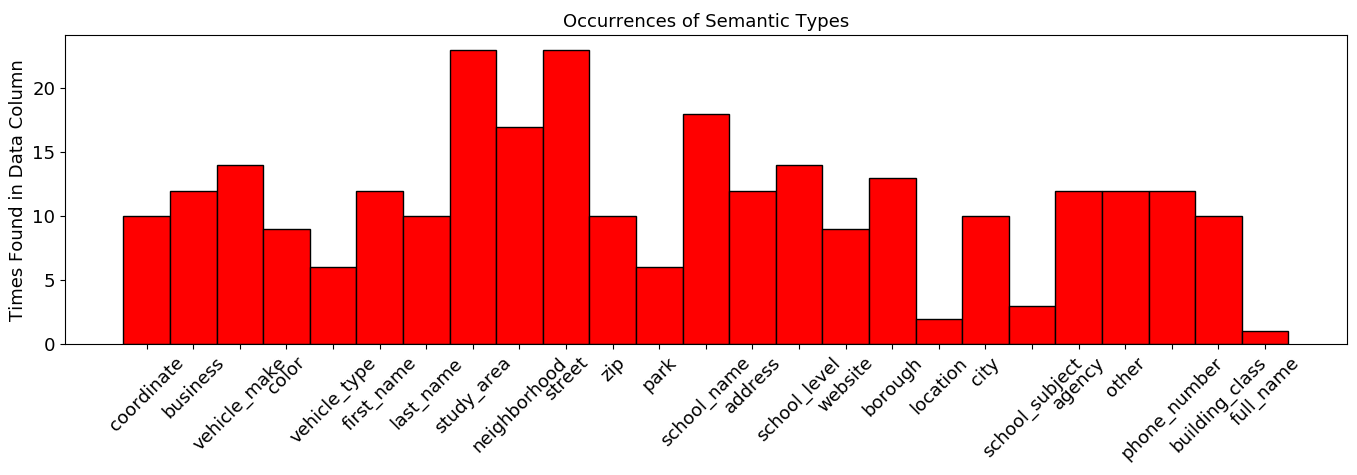 Occurrences of Semantic Types
Times Found in Data Column
20
15
10
5
0
coordinate
business
vehicle_make
color
vehicle_type
first_name
last_name
study_area
neighborhood
street
zip
park
school_name
address
school_level
website
borough
location
city
school_subject
agency
other
phone_number
building_class
full_name